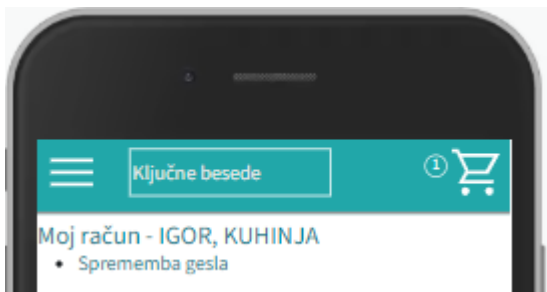 Ključne besede
1
Moj račun - IGOR, KUHINJA
Sprememba gesla